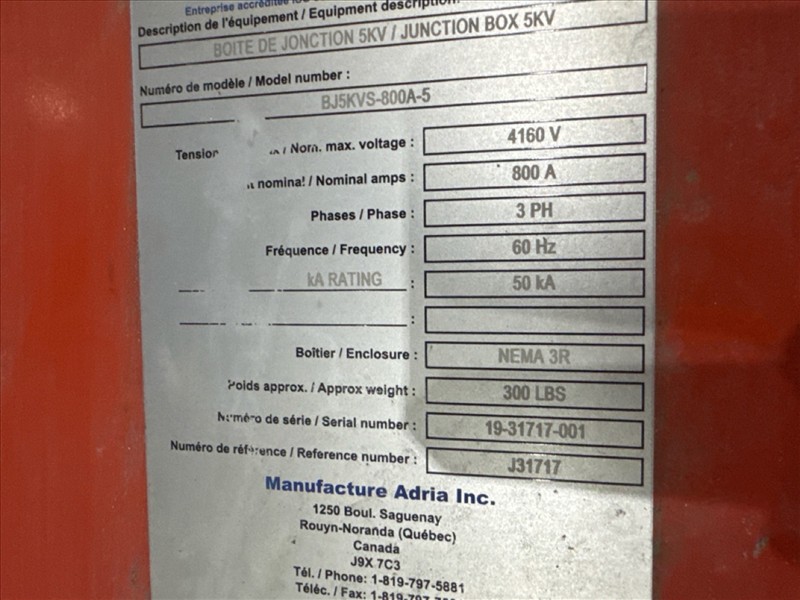 Entreprise accréditée
Description de l'équipement / Equipment description
BOITE DE JONCTION 5KV / JUNCTION BOX 5KV
Numéro de modèle / Model number :
BJ5KVS-800A-5
Tension / Nom. max. voltage : 4160 V
nominal / Nominal amps : 800 A
Phases / Phase : 3 PH
Fréquence / Frequency : 60 Hz
kA RATING : 50 kA
:
Boîtier / Enclosure : NEMA 3R
Poids approx. / Approx weight : 300 LBS
Numéro de série / Serial number : 19-31717-001
Numéro de référence / Reference number : J31717
Manufacture Adria Inc.
1250 Boul. Saguenay
Rouyn-Noranda (Québec)
Canada
J9X 7C3
Tél. / Phone: 1-819-797-5881
Téléc. / Fax: 1-819-797